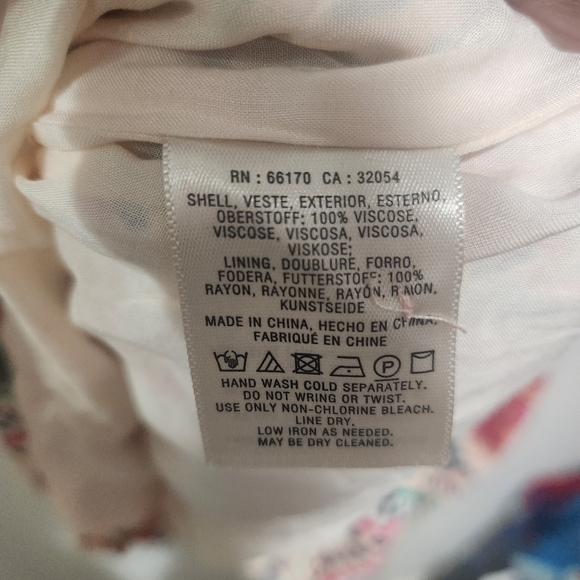 RN : 66170 CA : 32054
SHELL, VESTE, EXTERIOR, ESTERNO,
OBERSTOFF: 100% VISCOSE,
VISCOSE, VISCOSA, VISCOSA,
VISKOSE;
LINING, DOUBLURE, FORRO,
FODERA, FUTTERSTOFF: 100%
RAYON, RAYONNE, RAYÓN, RAION,
KUNSTSEIDE
MADE IN CHINA, HECHO EN CHINA.
FABRIQUÉ EN CHINE
P
HAND WASH COLD SEPARATELY.
DO NOT WRING OR TWIST.
USE ONLY NON-CHLORINE BLEACH.
LINE DRY.
LOW IRON AS NEEDED.
MAY BE DRY CLEANED.